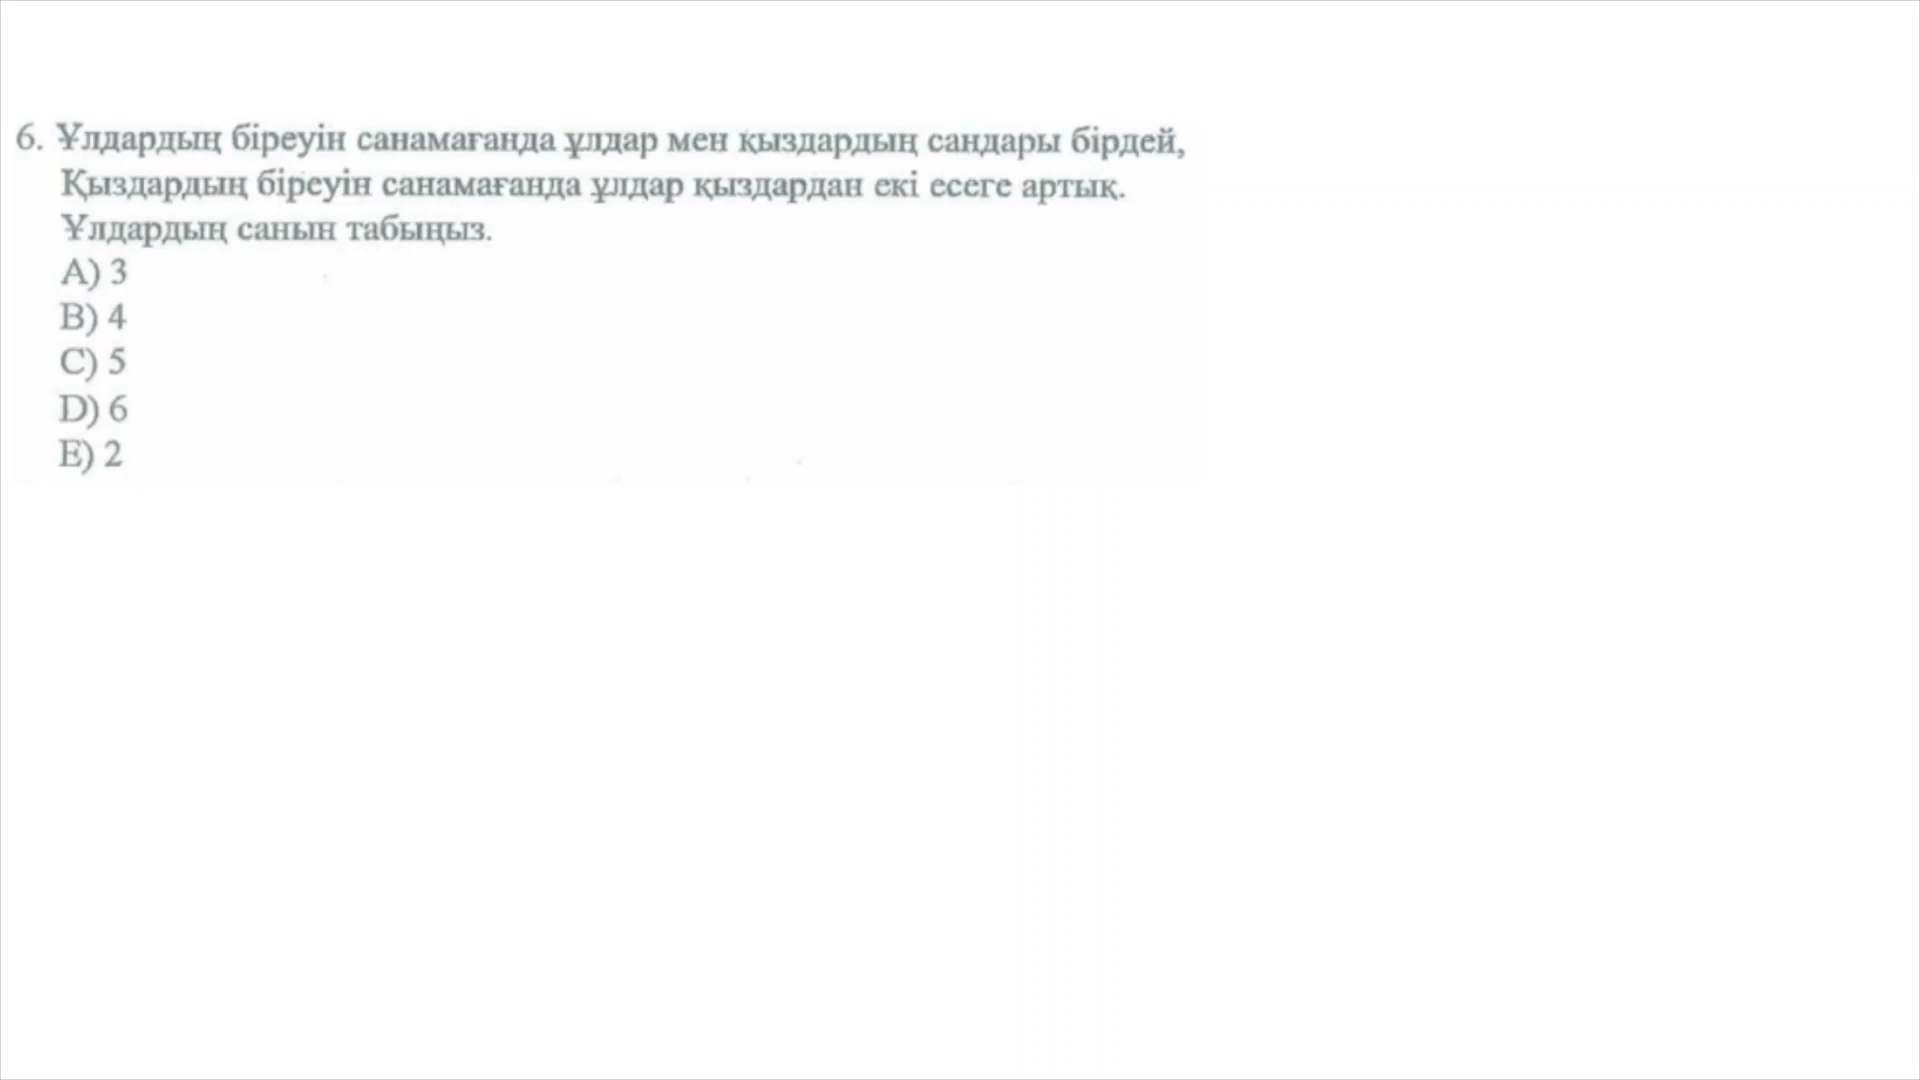 6. Ұлдардың біреуін санамағанда ұлдар мен қыздардың сандары бірдей,
Қыздардың біреуін санамағанда ұлдар қыздардан екі есеге артық.
Ұлдардың санын табыңыз.
A) 3
B) 4
C) 5
D) 6
E) 2